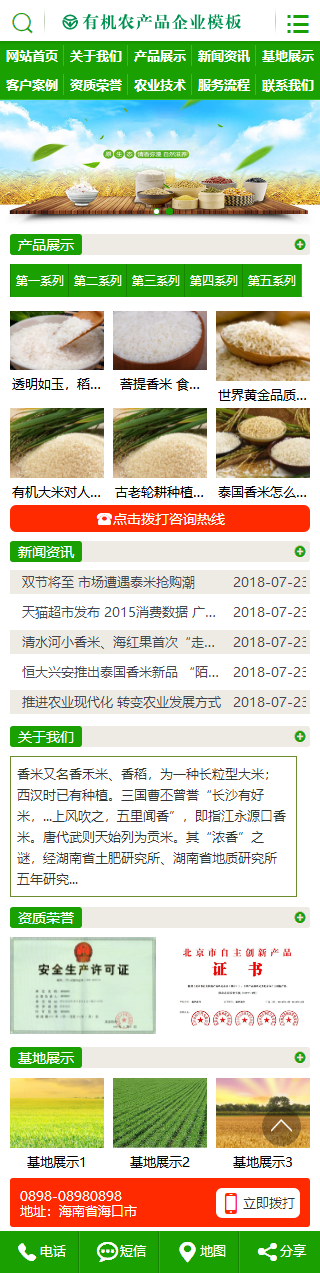 有机农产品企业模板
网站首页 关于我们 产品展示 新闻资讯 基地展示
客户案例 资质荣誉 农业技术 服务流程 联系我们
原 生 态 清香弥漫 自然滋养
产品展示
第一系列 第二系列 第三系列 第四系列 第五系列
透明如玉，稻... 菩提香米 食... 世界黄金品质...
有机大米对人... 古老轮耕种植... 泰国香米怎么...
点击拨打咨询热线
新闻资讯
双节将至 市场遭遇泰米抢购潮 2018-07-23
天猫超市发布 2015消费数据 广... 2018-07-23
清水河小香米、海红果首次“走... 2018-07-23
恒大兴安推出泰国香米新品 “陌... 2018-07-23
推进农业现代化 转变农业发展方式 2018-07-23
关于我们
香米又名香禾米、香稻，为一种长粒型大米；
西汉时已有种植。三国曹丕曾誉“长沙有好
米，...上风吹之，五里闻香”，即指江永源口香
米。唐代武则天始列为贡米。其“浓香”之
谜，经湖南省土肥研究所、湖南省地质研究所
五年研究...
资质荣誉
安全生产许可证
北京市自主创新产品
证 书
基地展示
基地展示1 基地展示2 基地展示3
0898-08980898
地址：海南省海口市
立即拨打
电话 短信 地图 分享